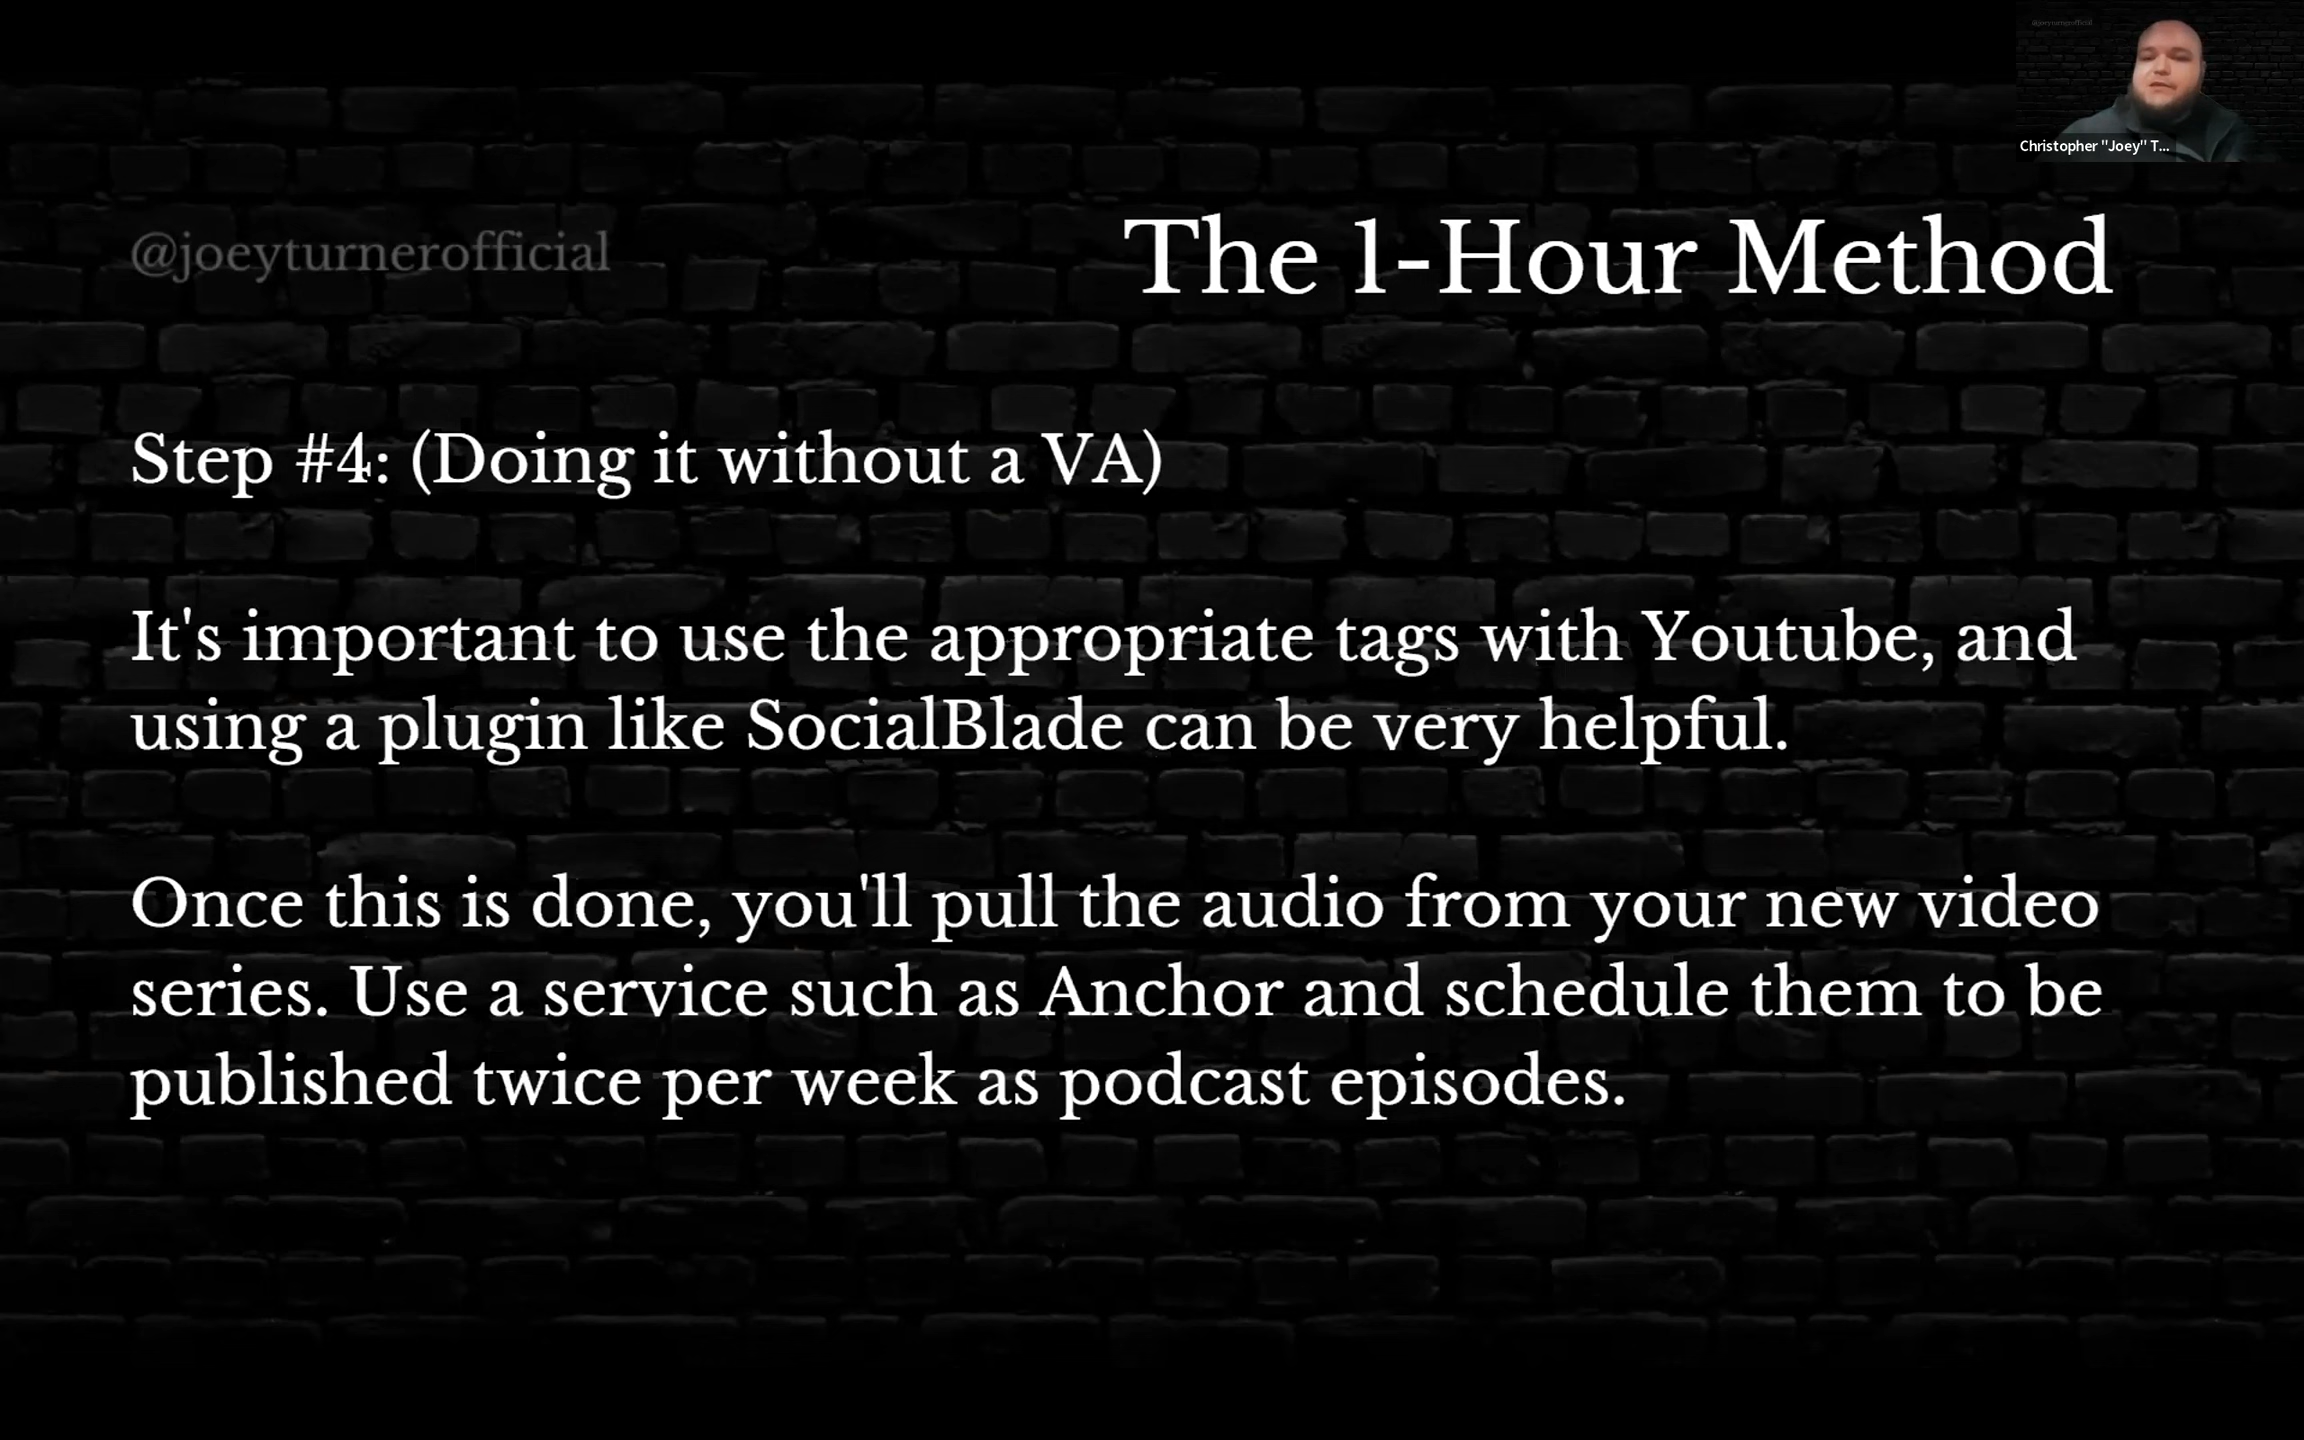 @joeyturnerofficial
Christopher "Joey" T...
@joeyturnerofficial
The 1-Hour Method
Step #4: (Doing it without a VA)
It's important to use the appropriate tags with Youtube, and
using a plugin like SocialBlade can be very helpful.
Once this is done, you'll pull the audio from your new video
series. Use a service such as Anchor and schedule them to be
published twice per week as podcast episodes.